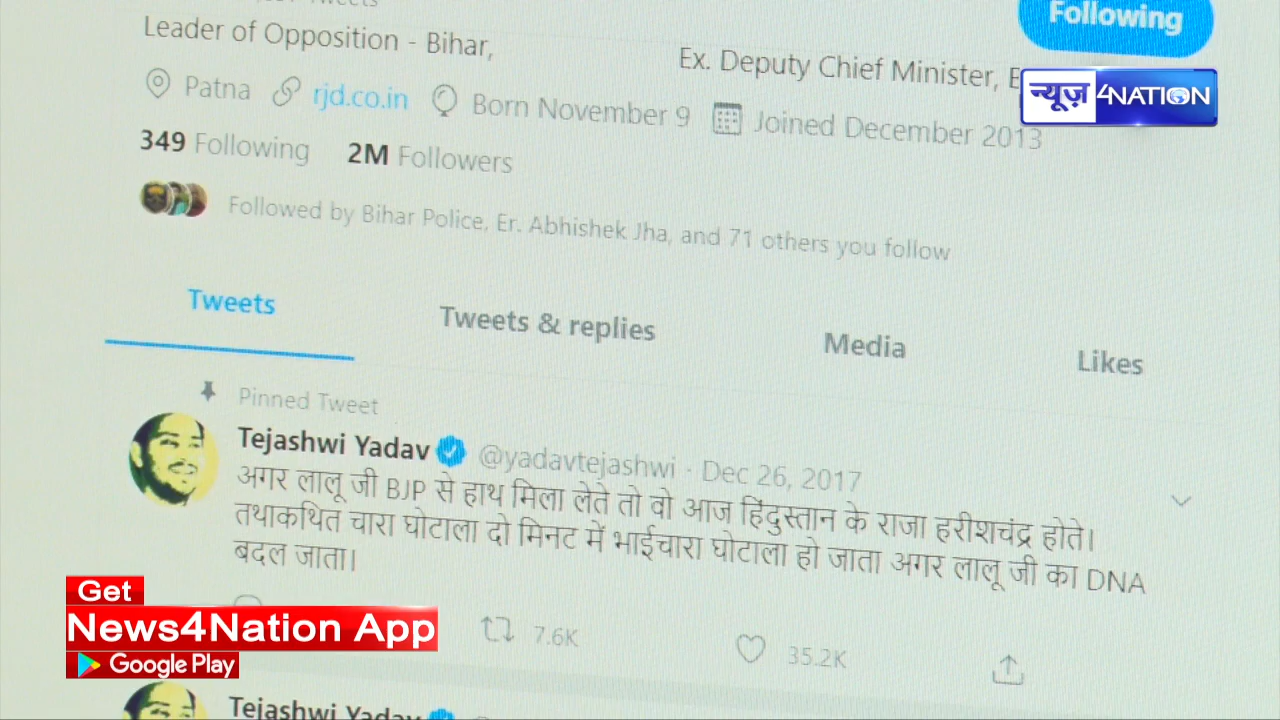 Following
Leader of Opposition - Bihar,
Ex. Deputy Chief Minister,
न्यूज़ 4NATION
Patna rjd.co.in Born November 9 Joined December 2013
349 Following 2M Followers
Followed by Bihar Police, Er. Abhishek Jha, and 71 others you follow
Tweets Tweets & replies Media Likes
Pinned Tweet
Tejashwi Yadav @yadavtejashwi · Dec 26, 2017
अगर लालू जी BJP से हाथ मिला लेते तो वो आज हिंदुस्तान के राजा हरीशचंद्र होते।
तथाकथित चारा घोटाला दो मिनट में भाईचारा घोटाला हो जाता अगर लालू जी का DNA
बदल जाता।
7.6K 35.2K
Get
News4Nation App
Google Play
Tejashwi Yadav